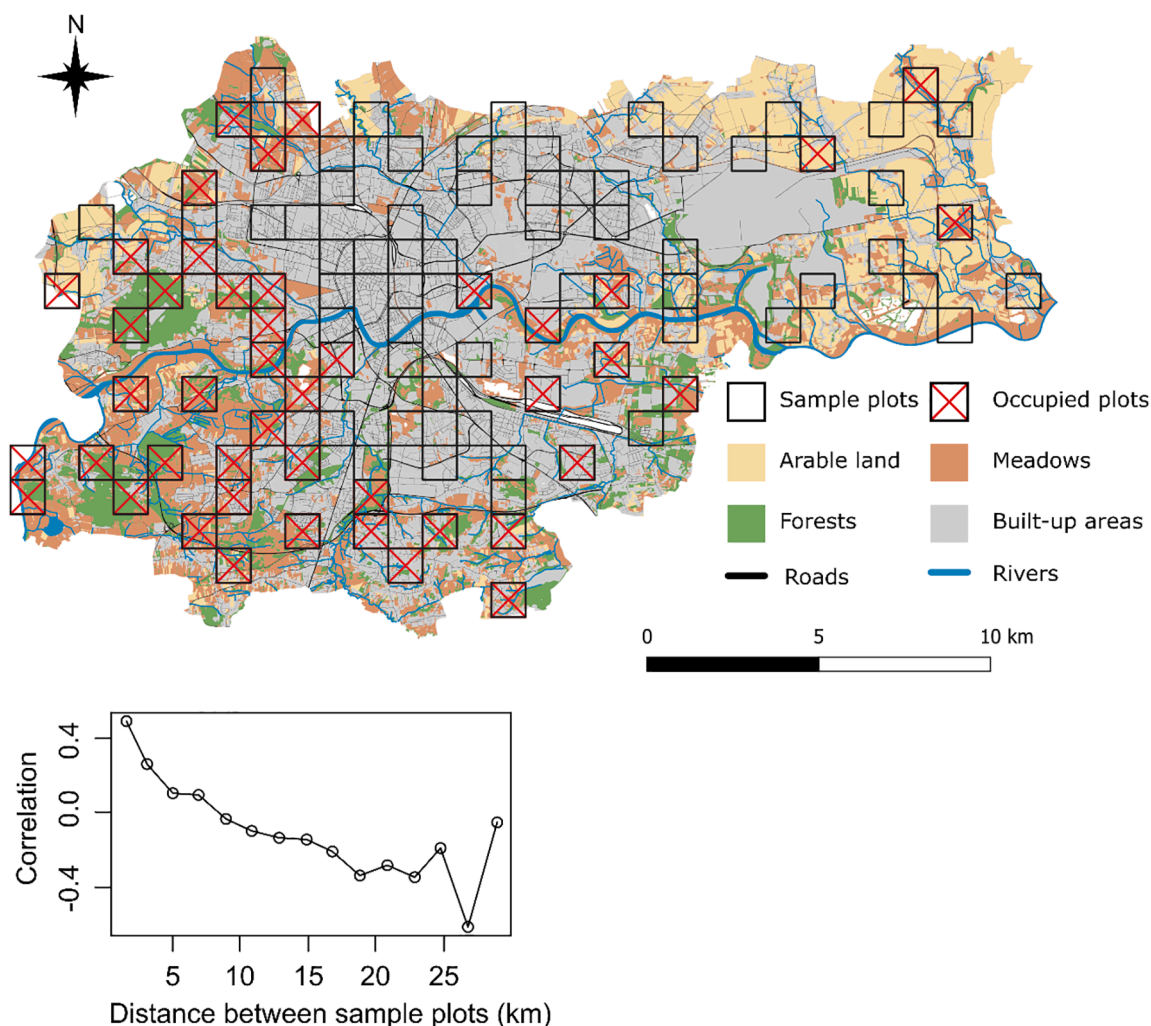 N
Sample plots
Occupied plots
Arable land
Meadows
Forests
Built-up areas
Roads
Rivers
0 5 10 km
0.4
0.0
-0.4
Correlation
5 10 15 20 25
Distance between sample plots (km)